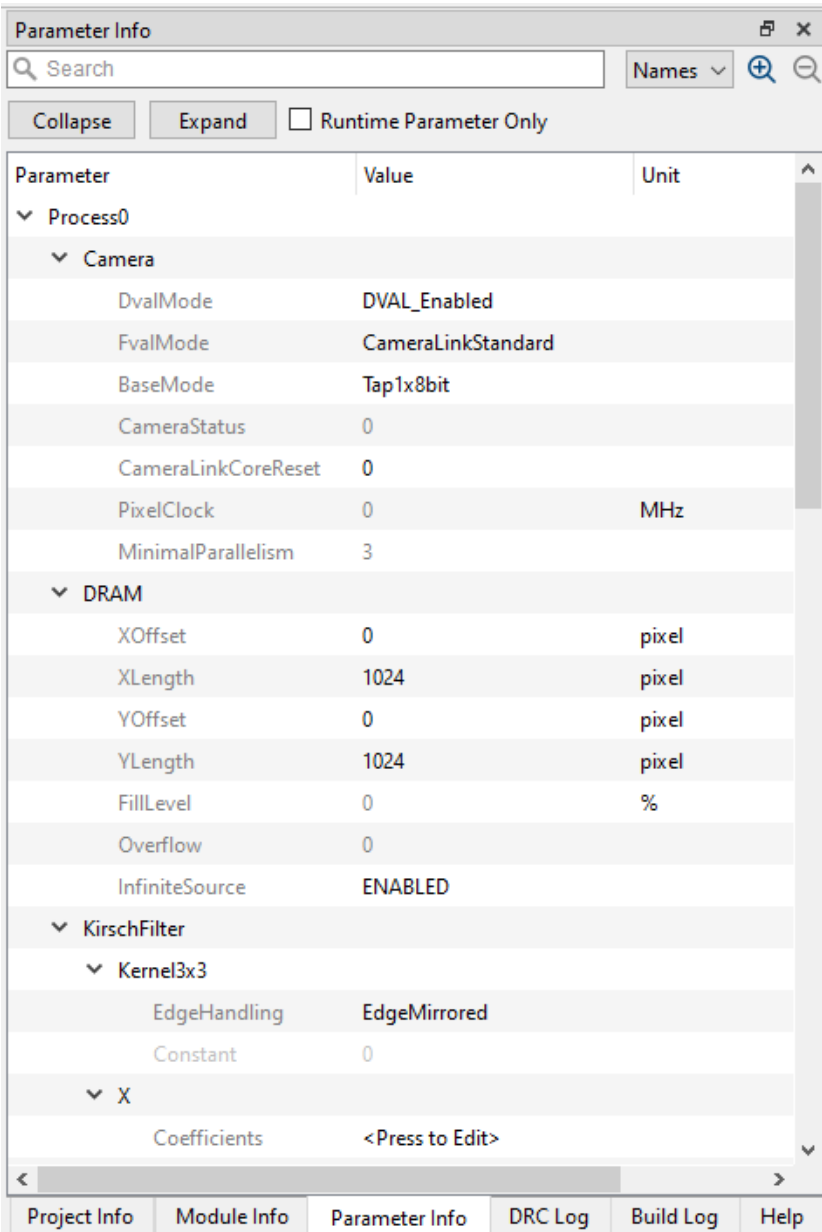 Parameter Info
Search Names
Collapse Expand Runtime Parameter Only
Parameter Value Unit
Process0
Camera
DvalMode DVAL_Enabled
FvalMode CameraLinkStandard
BaseMode Tap1x8bit
CameraStatus 0
CameraLinkCoreReset 0
PixelClock 0 MHz
MinimalParallelism 3
DRAM
XOffset 0 pixel
XLength 1024 pixel
YOffset 0 pixel
YLength 1024 pixel
FillLevel 0 %
Overflow 0
InfiniteSource ENABLED
KirschFilter
Kernel3x3
EdgeHandling EdgeMirrored
Constant 0
X
Coefficients <Press to Edit>
Project Info Module Info Parameter Info DRC Log Build Log Help